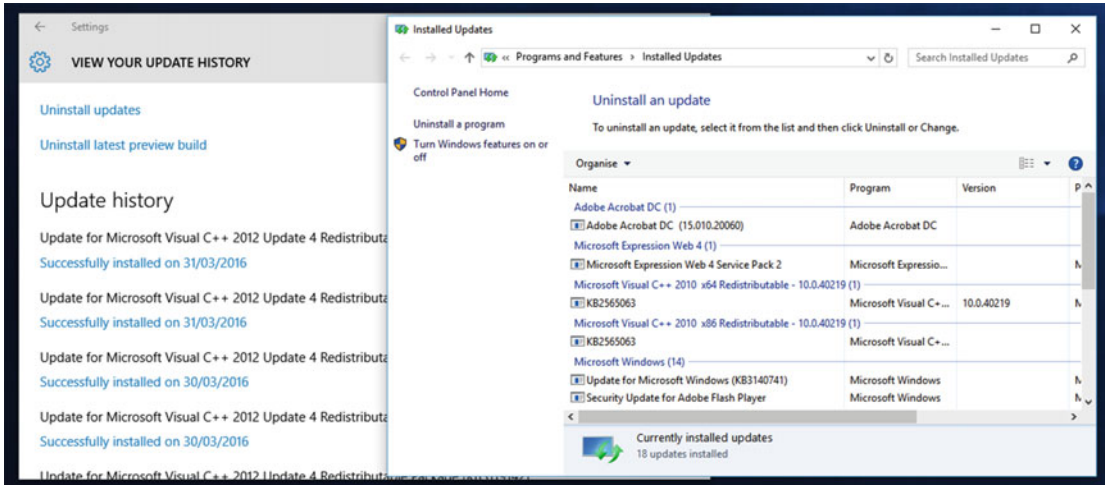 Settings
VIEW YOUR UPDATE HISTORY
Uninstall updates
Uninstall latest preview build
Update history
Update for Microsoft Visual C++ 2012 Update 4 Redistributa
Successfully installed on 31/03/2016
Update for Microsoft Visual C++ 2012 Update 4 Redistributa
Successfully installed on 31/03/2016
Update for Microsoft Visual C++ 2012 Update 4 Redistributa
Successfully installed on 30/03/2016
Update for Microsoft Visual C++ 2012 Update 4 Redistributa
Successfully installed on 30/03/2016
Update for Microsoft Visual C++ 2012 Update 4 Redistributable Package
Installed Updates
« Programs and Features > Installed Updates
Search Installed Updates
Control Panel Home
Uninstall a program
Turn Windows features on or
off
Uninstall an update
To uninstall an update, select it from the list and then click Uninstall or Change.
Organise
Name Program Version P
Adobe Acrobat DC (1)
Adobe Acrobat DC (15.010.20060) Adobe Acrobat DC
Microsoft Expression Web 4 (1)
Microsoft Expression Web 4 Service Pack 2 Microsoft Expressio... M
Microsoft Visual C++ 2010 x64 Redistributable - 10.0.40219 (1)
KB2565063 Microsoft Visual C+... 10.0.40219 M
Microsoft Visual C++ 2010 x86 Redistributable - 10.0.40219 (1)
KB2565063 Microsoft Visual C+...
Microsoft Windows (14)
Update for Microsoft Windows (KB3140741) Microsoft Windows M
Security Update for Adobe Flash Player Microsoft Windows M
Currently installed updates
18 updates installed